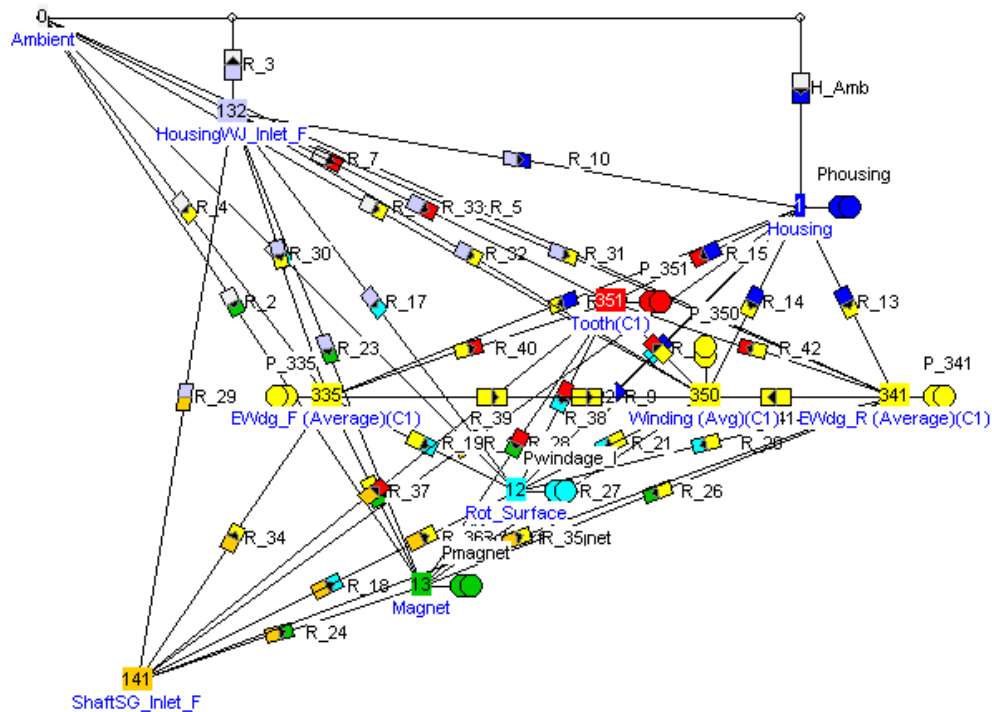 0
Ambient
R_3
H_Amb
132
HousingWJ_Inlet_F
R_7
R_10
Phousing
1
Housing
R_4
R_33
R_5
R_30
R_32
R_31
R_15
P_351
R_2
R_17
351
R_14
R_13
Tooth(C1)
P_350
P_335
R_23
R_40
R_42
P_341
R_29
335
350
341
EWdg_F (Average)(C1)
R_39
R_38
R_9
Winding (Avg)(C1)
EWdg_R (Average)(C1)
R_19
R_28
R_21
Pwindage_I
R_37
12
R_27
R_26
Rot_Surface
R_34
R_36
R_35
Pmagnet
R_18
13
Magnet
R_24
141
ShaftSG_Inlet_F